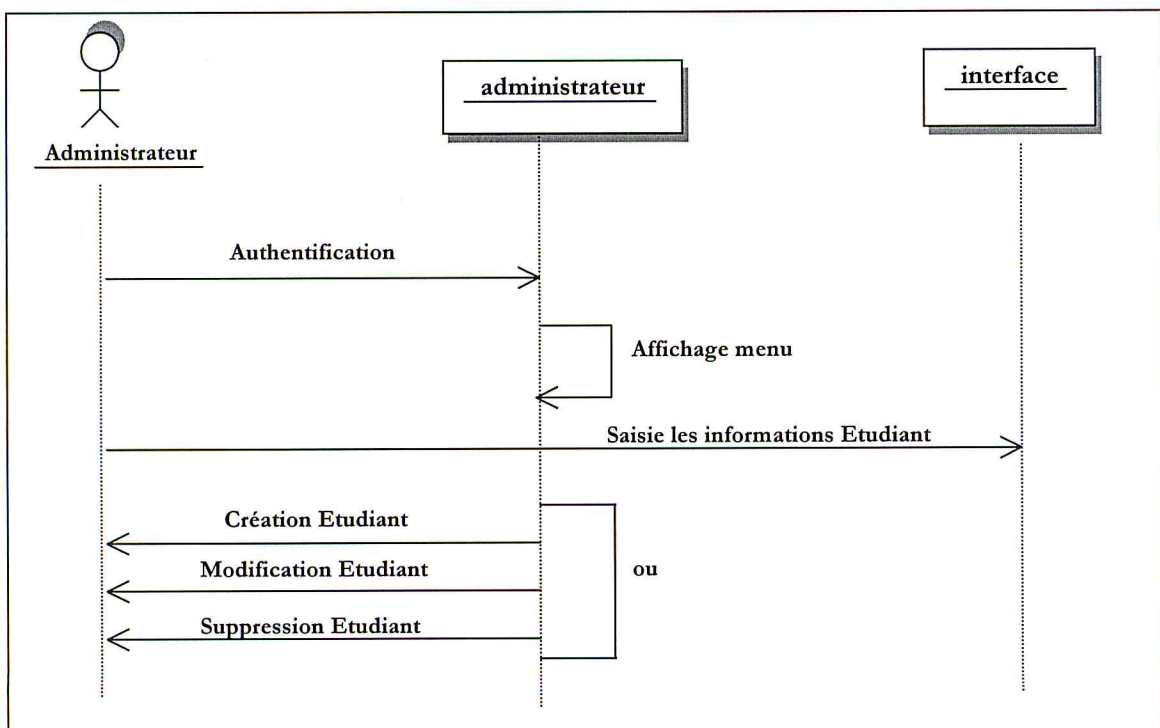 administrateur
interface
Administrateur
Authentification
Affichage menu
Saisie les informations Etudiant
Création Etudiant
Modification Etudiant
ou
Suppression Etudiant